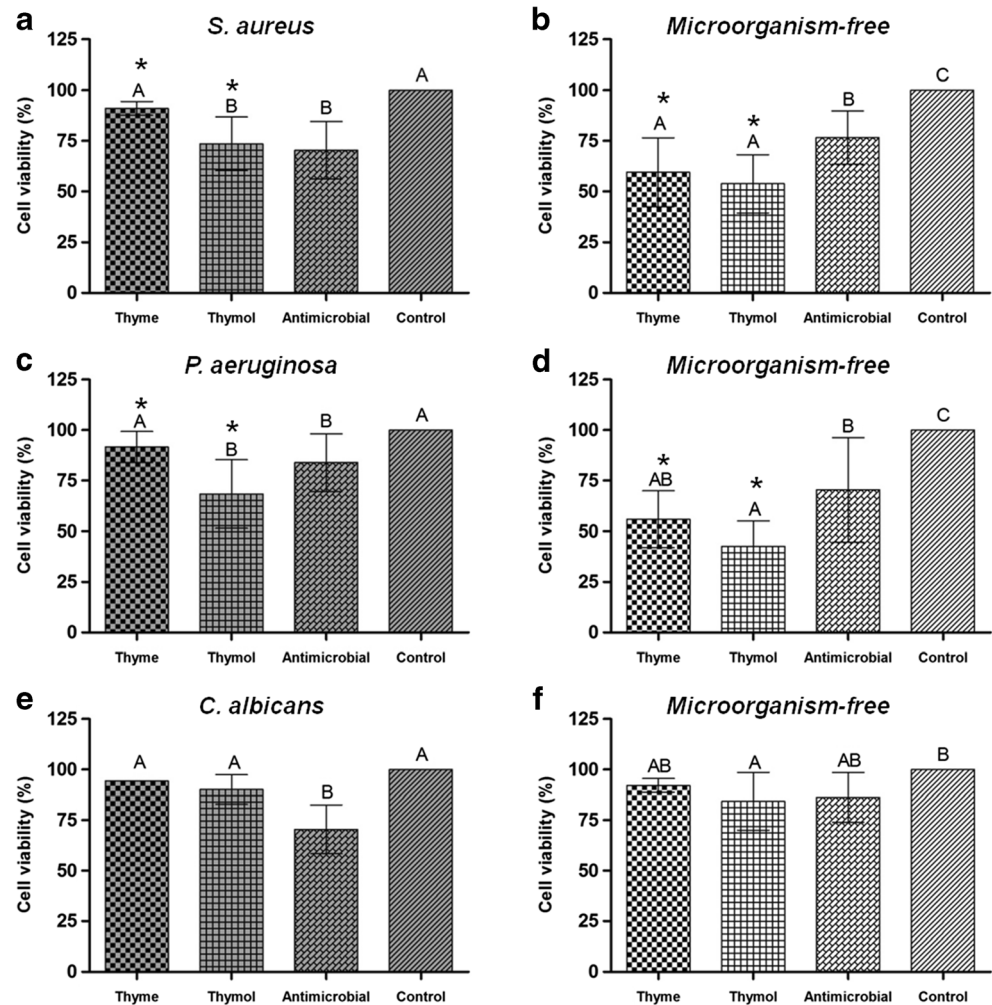 a
S. aureus
125
100
75
50
25
0
Cell viability (%)
*
A
*
B
B
A
Thyme Thymol Antimicrobial Control
b
Microorganism-free
125
100
75
50
25
0
Cell viability (%)
*
A
*
A
B
C
Thyme Thymol Antimicrobial Control
c
P. aeruginosa
125
100
75
50
25
0
Cell viability (%)
*
A
*
B
B
A
Thyme Thymol Antimicrobial Control
d
Microorganism-free
125
100
75
50
25
0
Cell viability (%)
*
AB
*
A
B
C
Thyme Thymol Antimicrobial Control
e
C. albicans
125
100
75
50
25
0
Cell viability (%)
A
A
B
A
Thyme Thymol Antimicrobial Control
f
Microorganism-free
125
100
75
50
25
0
Cell viability (%)
AB
A
AB
B
Thyme Thymol Antimicrobial Control